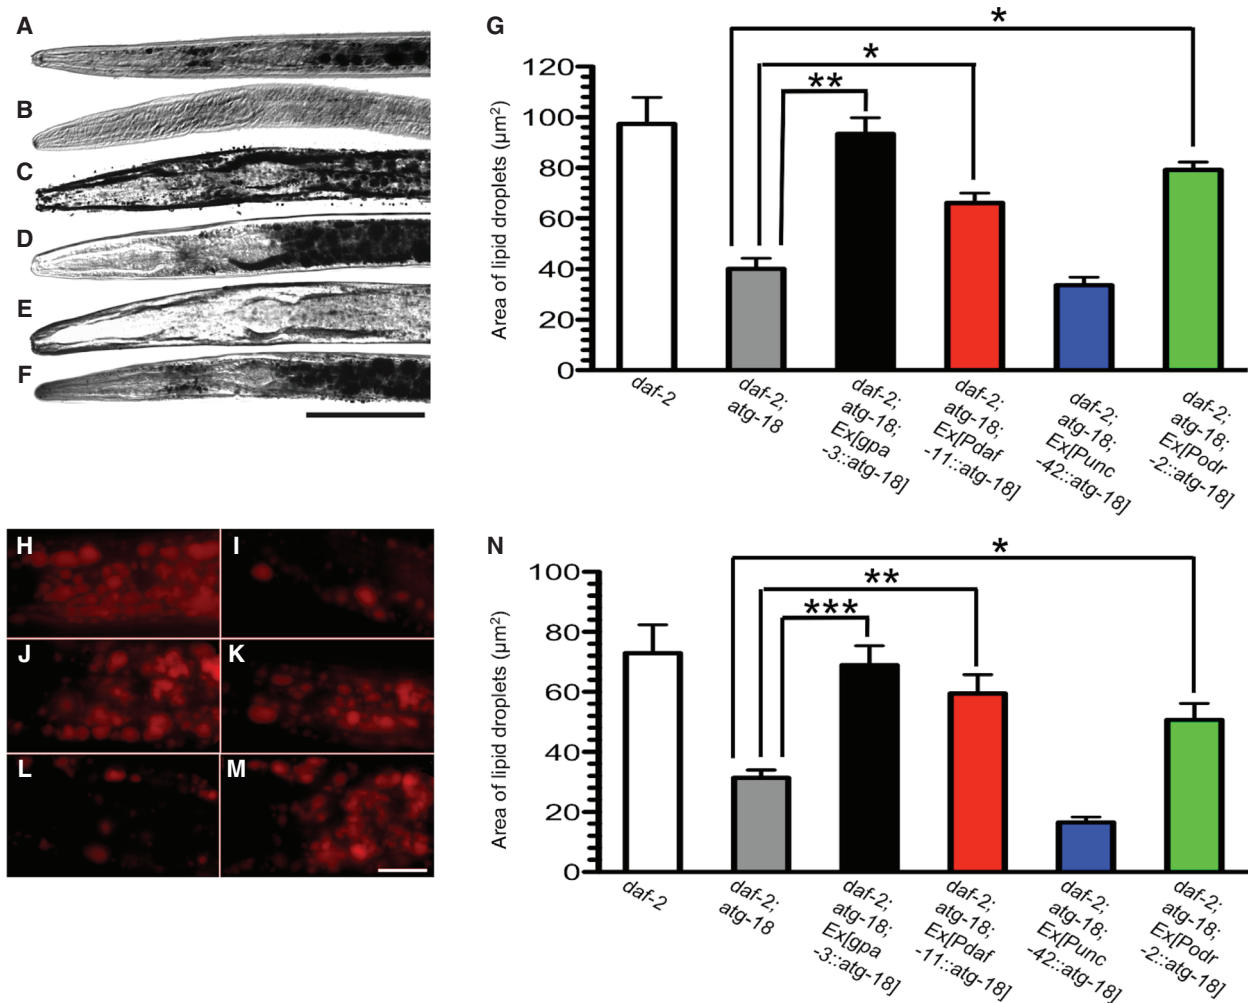 A
B
C
D
E
F
G
Area of lipid droplets (µm²)
120
100
80
60
40
20
0
*
*
**
daf-2
daf-2;
atg-18
daf-2;
atg-18;
Ex[gpa
-3::atg-18]
daf-2;
atg-18;
Ex[Pdaf
-11::atg-18]
daf-2;
atg-18;
Ex[Punc
-42::atg-18]
daf-2;
atg-18;
Ex[Podr
-2::atg-18]
H
I
J
K
L
M
N
Area of lipid droplets (µm²)
100
80
60
40
20
0
*
**
***
daf-2
daf-2;
atg-18
daf-2;
atg-18;
Ex[gpa
-3::atg-18]
daf-2;
atg-18;
Ex[Pdaf
-11::atg-18]
daf-2;
atg-18;
Ex[Punc
-42::atg-18]
daf-2;
atg-18;
Ex[Podr
-2::atg-18]